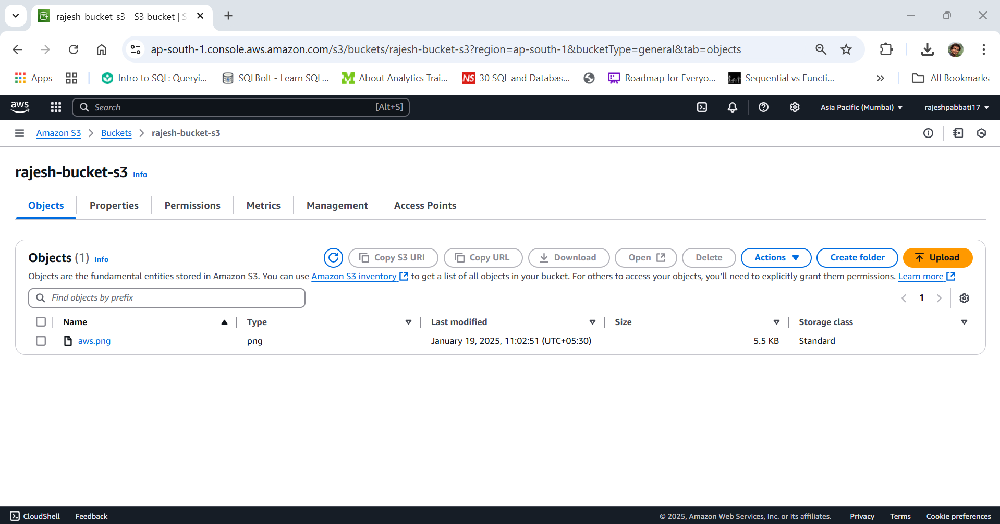 rajesh-bucket-s3 - S3 bucket | S
ap-south-1.console.aws.amazon.com/s3/buckets/rajesh-bucket-s3?region=ap-south-1&bucketType=general&tab=objects
Apps Intro to SQL: Queryi... SQLBolt - Learn SQL... About Analytics Trai... NS 30 SQL and Databas... Roadmap for Everyo... Sequential vs Functi... All Bookmarks
aws Search [Alt+S] Asia Pacific (Mumbai) rajeshpabbati17
Amazon S3 Buckets rajesh-bucket-s3
rajesh-bucket-s3 Info
Objects Properties Permissions Metrics Management Access Points
Objects (1) Info Copy S3 URI Copy URL Download Open Delete Actions Create folder Upload
Objects are the fundamental entities stored in Amazon S3. You can use Amazon S3 inventory to get a list of all objects in your bucket. For others to access your objects, you’ll need to explicitly grant them permissions. Learn more
Find objects by prefix 1
Name Type Last modified Size Storage class
aws.png png January 19, 2025, 11:02:51 (UTC+05:30) 5.5 KB Standard
CloudShell Feedback © 2025, Amazon Web Services, Inc. or its affiliates. Privacy Terms Cookie preferences